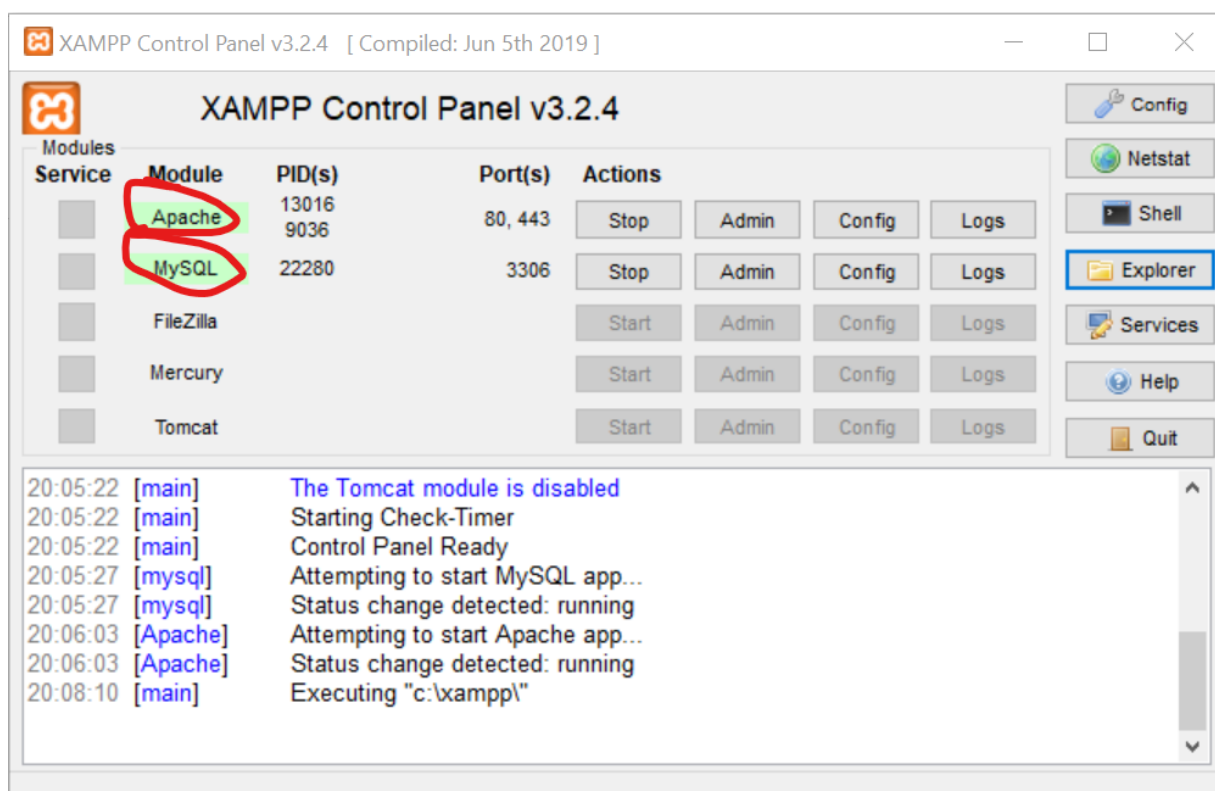 XAMPP Control Panel v3.2.4 [ Compiled: Jun 5th 2019 ]
XAMPP Control Panel v3.2.4
Config
Modules
Service Module PID(s) Port(s) Actions
Netstat
Apache 13016 9036 80, 443 Stop Admin Config Logs
Shell
MySQL 22280 3306 Stop Admin Config Logs
Explorer
FileZilla Start Admin Config Logs
Services
Mercury Start Admin Config Logs
Help
Tomcat Start Admin Config Logs
Quit
20:05:22 [main] The Tomcat module is disabled
20:05:22 [main] Starting Check-Timer
20:05:22 [main] Control Panel Ready
20:05:27 [mysql] Attempting to start MySQL app...
20:05:27 [mysql] Status change detected: running
20:06:03 [Apache] Attempting to start Apache app...
20:06:03 [Apache] Status change detected: running
20:08:10 [main] Executing "c:\xampp\"